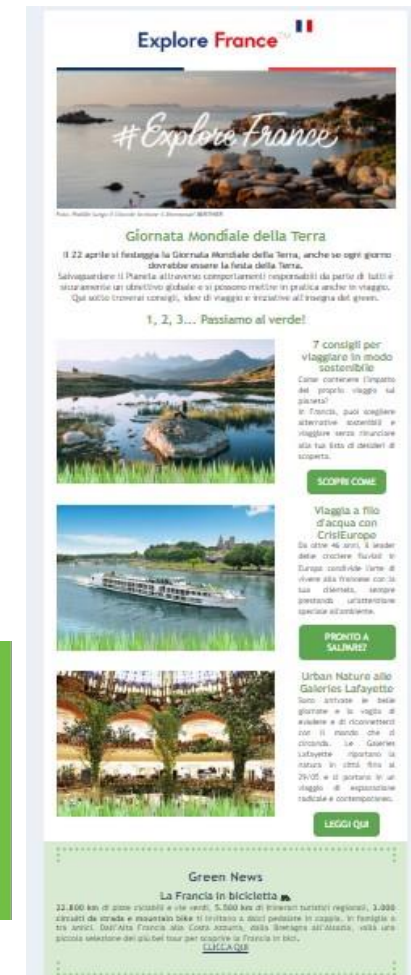 Explore France™
#Explore France
Giornata Mondiale della Terra
Il 22 aprile si festeggia la Giornata Mondiale della Terra, anche se ogni giorno
dovrebbe essere la festa della Terra.
Salvaguardare il Pianeta attraverso comportamenti responsabili da parte di tutti è
sicuramente un obiettivo globale e si possono mettere in pratica anche in viaggio.
Qui sotto troverai consigli, idee di viaggio e iniziative all'insegna del green.
1, 2, 3... Passiamo al verde!
7 consigli per
viaggiare in modo
sostenibile
Come contenere l'impatto
del proprio viaggio sul
pianeta?
In Francia, puoi scegliere
alternative sostenibili e
viaggiare senza rinunciare
alla tua lista di desideri di
scoperta.
SCOPRI COME
Viaggia a filo
d'acqua con
CrisiEurope
Da oltre 46 anni, il leader
delle crociere fluviali in
Europa condivide l'arte di
vivere alla francese con la
sua clientela, sempre
prestando un'attenzione
speciale all'ambiente.
PRONTO A
SALPARE?
Urban Nature alle
Galeries Lafayette
Sono arrivate le belle
giornate e la voglia di
evadere e di riconnettersi
con il mondo che ci
circonda. Le Galeries
Lafayette riportano la
natura in città fino al
29/05 e ci portano in un
viaggio di esplorazione
radicale e contemporaneo.
LEGGI QUI
Green News
La Francia in bicicletta
22.800 km di piste ciclabili e vie verdi, 5.500 km di itinerari turistici regionali, 3.000
circuiti da strada e mountain bike ti invitano a dolci pedalate in coppia, in famiglia o
tra amici. Dall'Alta Francia alla Costa Azzurra, dalla Bretagna all'Alsazia, vailà una
piccola selezione dei più bei tour per scoprire la Francia in bici.
CLICCA QUI